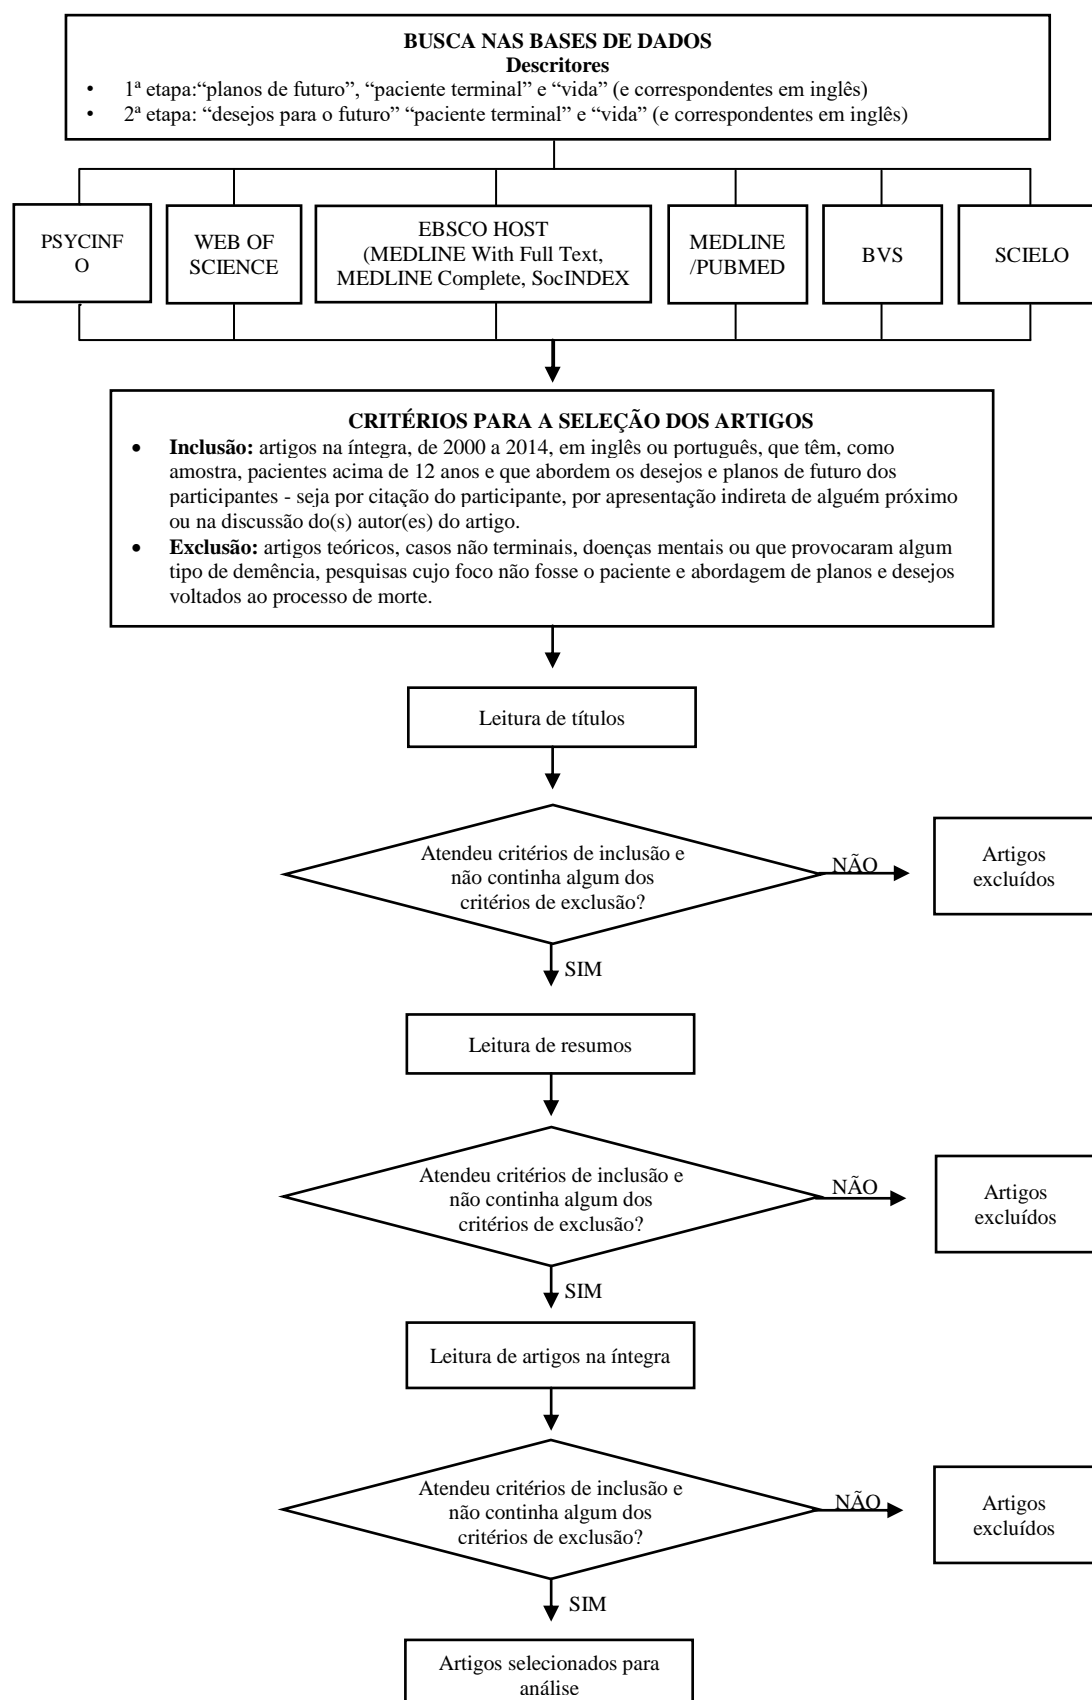 BUSCA NAS BASES DE DADOS
Descritores
• 1ª etapa:“planos de futuro”, “paciente terminal” e “vida” (e correspondentes em inglês)
• 2ª etapa: “desejos para o futuro” “paciente terminal” e “vida” (e correspondentes em inglês)
PSYCINF
O
WEB OF
SCIENCE
EBSCO HOST
(MEDLINE With Full Text,
MEDLINE Complete, SocINDEX
MEDLINE
/PUBMED
BVS
SCIELO
CRITÉRIOS PARA A SELEÇÃO DOS ARTIGOS
• Inclusão: artigos na íntegra, de 2000 a 2014, em inglês ou português, que têm, como
amostra, pacientes acima de 12 anos e que abordem os desejos e planos de futuro dos
participantes - seja por citação do participante, por apresentação indireta de alguém próximo
ou na discussão do(s) autor(es) do artigo.
• Exclusão: artigos teóricos, casos não terminais, doenças mentais ou que provocaram algum
tipo de demência, pesquisas cujo foco não fosse o paciente e abordagem de planos e desejos
voltados ao processo de morte.
Leitura de títulos
Atendeu critérios de inclusão e
não continha algum dos
critérios de exclusão?
NÃO
Artigos
excluídos
SIM
Leitura de resumos
Atendeu critérios de inclusão e
não continha algum dos
critérios de exclusão?
NÃO
Artigos
excluídos
SIM
Leitura de artigos na íntegra
Atendeu critérios de inclusão e
não continha algum dos
critérios de exclusão?
NÃO
Artigos
excluídos
SIM
Artigos selecionados para
análise